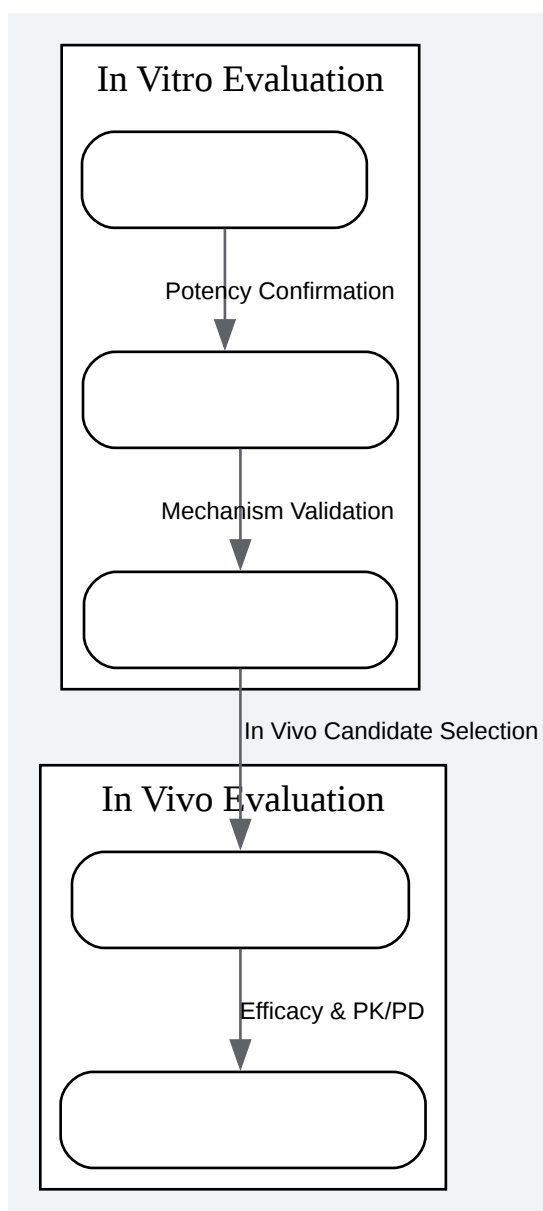 In Vitro Evaluation
Potency Confirmation
Mechanism Validation
In Vivo Candidate Selection
In Vivo Evaluation
Efficacy & PK/PD